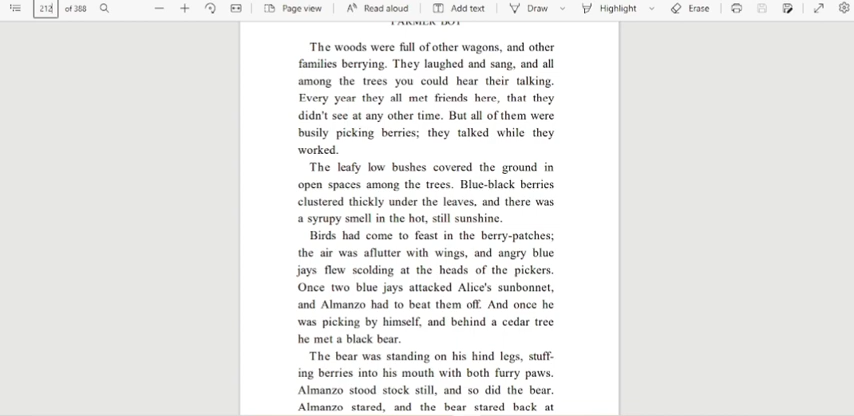 212 of 388 Page view Read aloud Add text Draw Highlight Erase
FARMER BOY
The woods were full of other wagons, and other
families berrying. They laughed and sang, and all
among the trees you could hear their talking.
Every year they all met friends here, that they
didn't see at any other time. But all of them were
busily picking berries; they talked while they
worked.
The leafy low bushes covered the ground in
open spaces among the trees. Blue-black berries
clustered thickly under the leaves, and there was
a syrupy smell in the hot, still sunshine.
Birds had come to feast in the berry-patches;
the air was aflutter with wings, and angry blue
jays flew scolding at the heads of the pickers.
Once two blue jays attacked Alice's sunbonnet,
and Almanzo had to beat them off. And once he
was picking by himself, and behind a cedar tree
he met a black bear.
The bear was standing on his hind legs, stuff-
ing berries into his mouth with both furry paws.
Almanzo stood stock still, and so did the bear.
Almanzo stared, and the bear stared back at